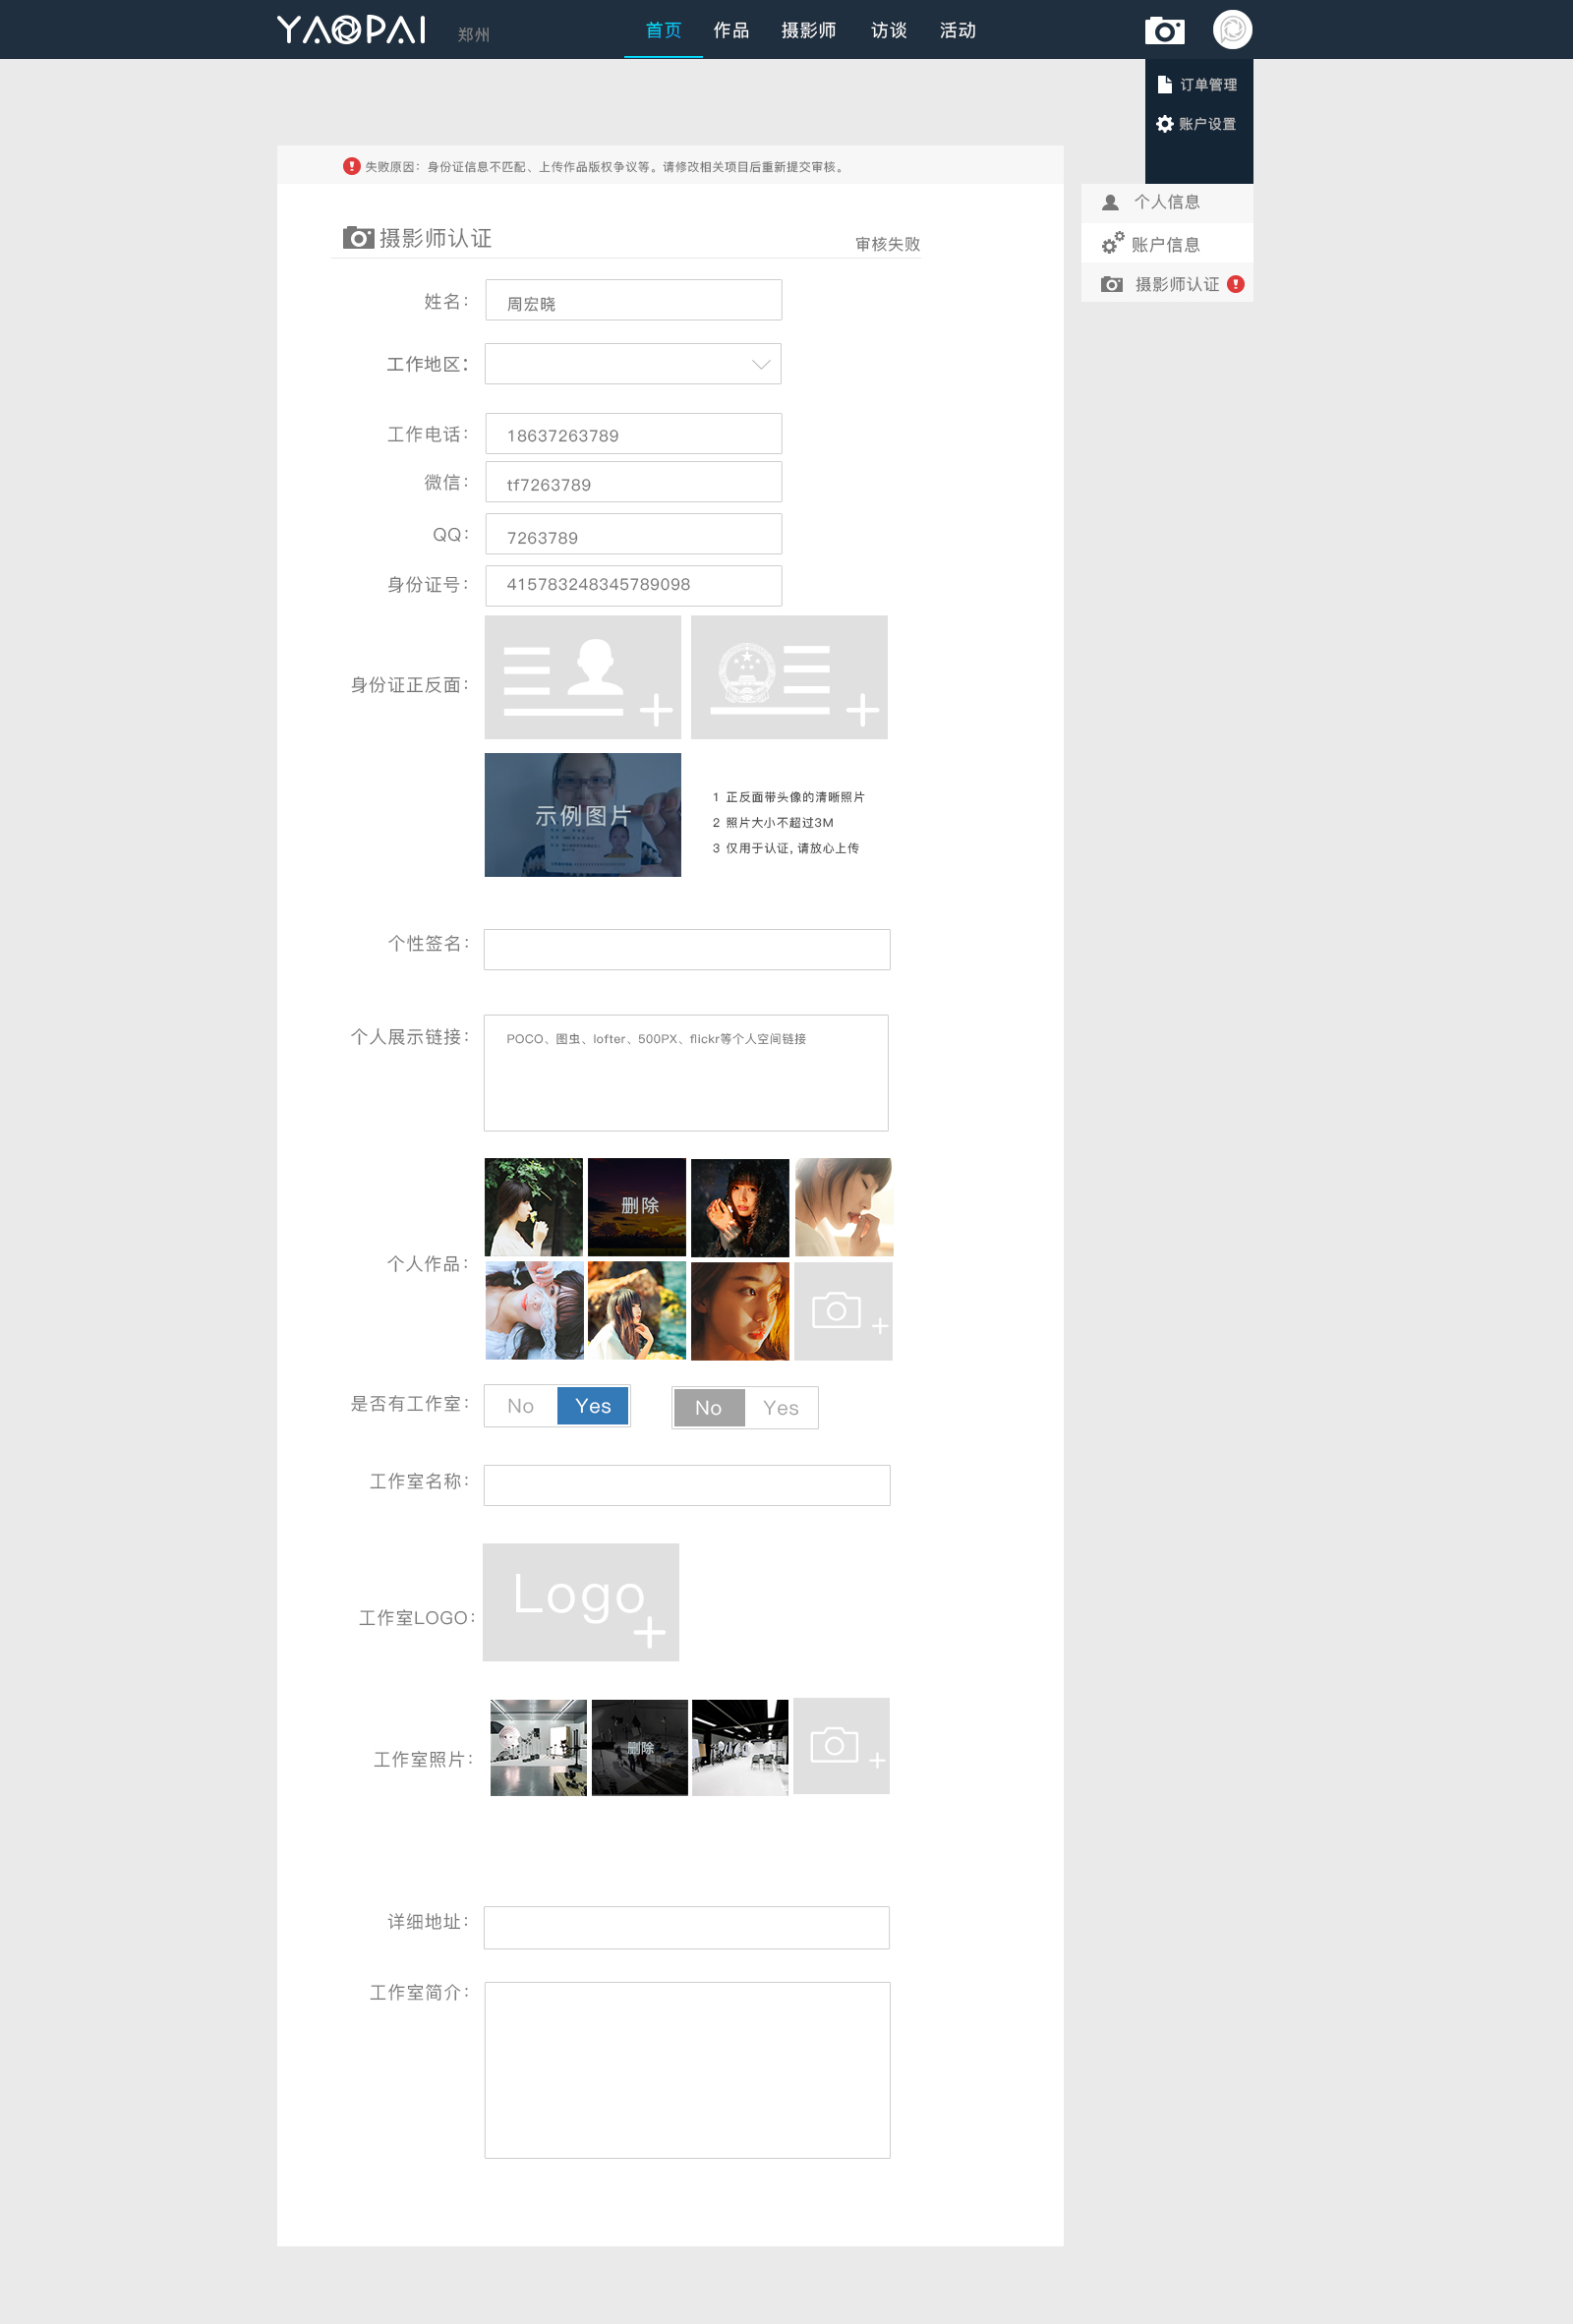 YAOPAI 郑州 首页 作品 摄影师 访谈 活动
订单管理
账户设置
失败原因：身份证信息不匹配、上传作品版权争议等。请修改相关项目后重新提交审核。
个人信息
账户信息
摄影师认证
摄影师认证 审核失败
姓名： 周宏晓
工作地区：
工作电话： 18637263789
微信： tf7263789
QQ： 7263789
身份证号： 415783248345789098
身份证正反面：
示例图片
1 正反面带头像的清晰照片
2 照片大小不超过3M
3 仅用于认证，请放心上传
个性签名：
个人展示链接： POCO、图虫、lofter、500PX、flickr等个人空间链接
删除
个人作品：
是否有工作室： No Yes No Yes
工作室名称：
Logo
工作室LOGO：
删除
工作室照片：
详细地址：
工作室简介：